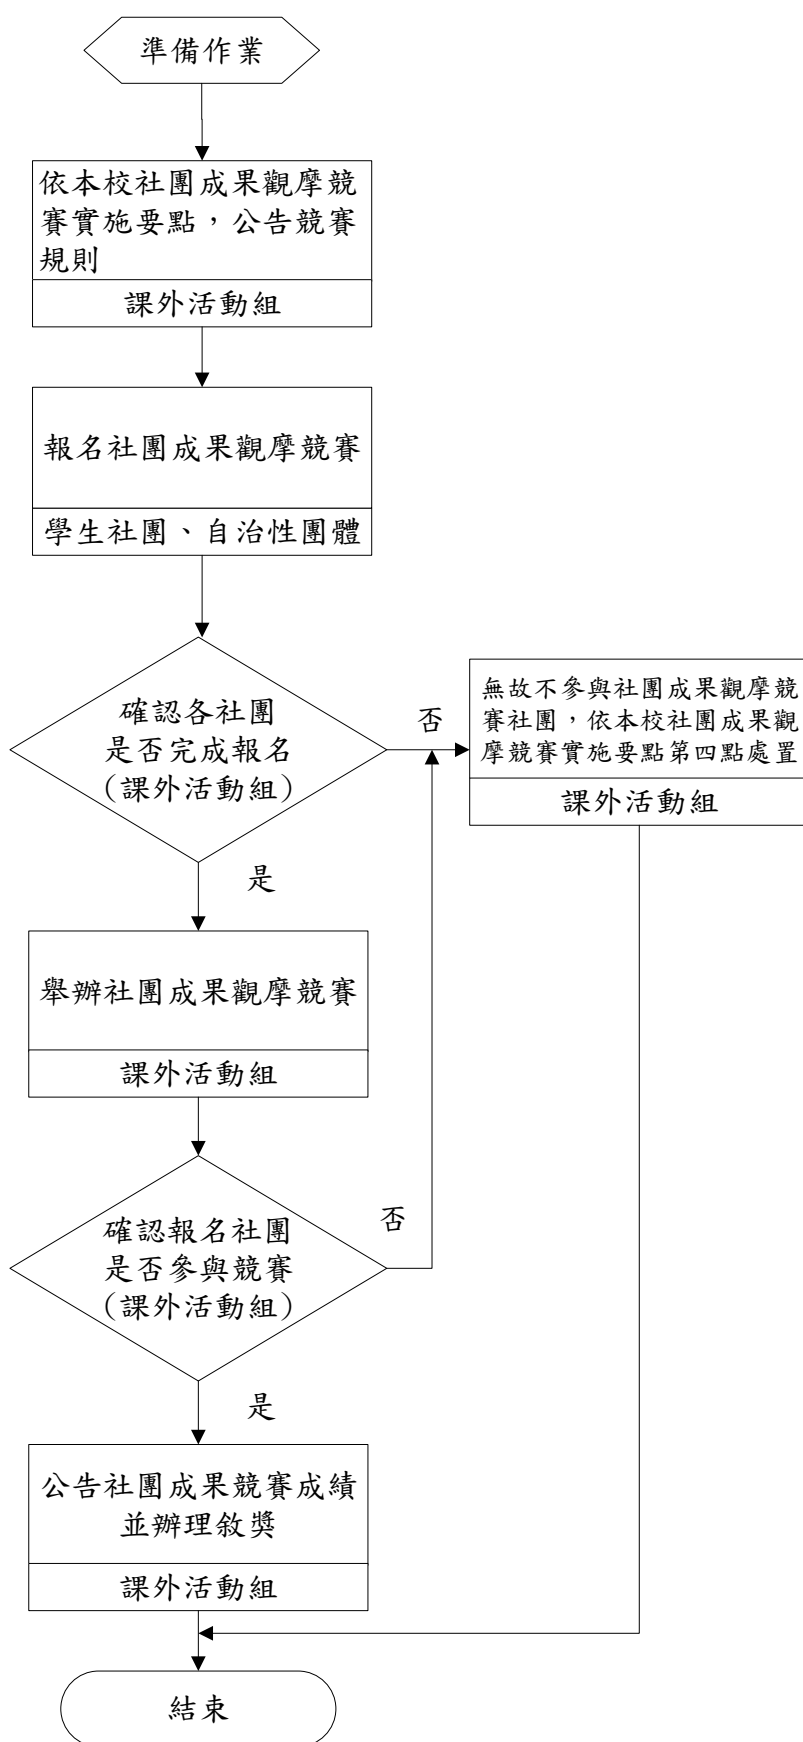 準備作業
依本校社團成果觀摩競
賽實施要點，公告競賽
規則
課外活動組
報名社團成果觀摩競賽
學生社團、自治性團體
確認各社團
是否完成報名
(課外活動組)
否
無故不參與社團成果觀摩競
賽社團，依本校社團成果觀
摩競賽實施要點第四點處置
課外活動組
是
舉辦社團成果觀摩競賽
課外活動組
確認報名社團
是否參與競賽
(課外活動組)
否
是
公告社團成果競賽成績
並辦理敘獎
課外活動組
結束